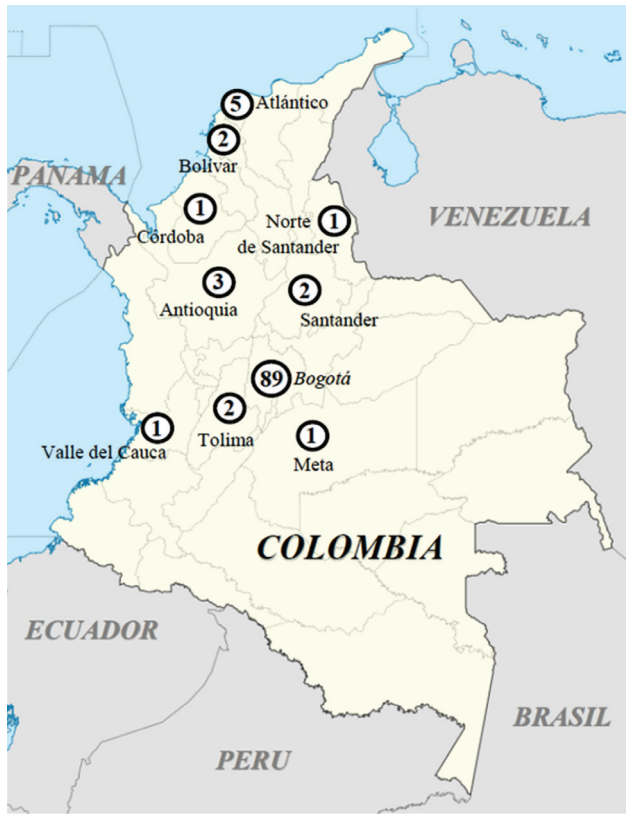 5 Atlántico
2
Bolívar
PANAMA
1
Córdoba
Norte 1
de Santander
VENEZUELA
3
Antioquia
2
Santander
89 Bogotá
2
Tolima
1
Valle del Cauca
1
Meta
COLOMBIA
ECUADOR
BRASIL
PERU